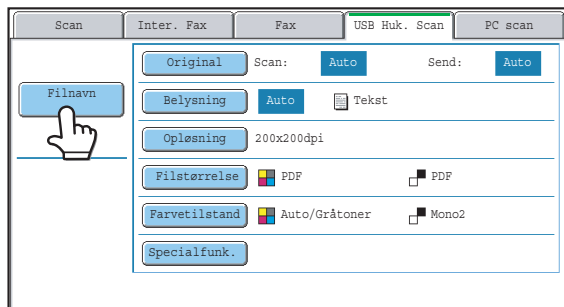 Scan Inter. Fax Fax USB Huk. Scan PC scan
Filnavn
Original Scan: Auto Send: Auto
Belysning Auto Tekst
Opløsning 200x200dpi
Filstørrelse PDF PDF
Farvetilstand Auto/Gråtoner Mono2
Specialfunk.